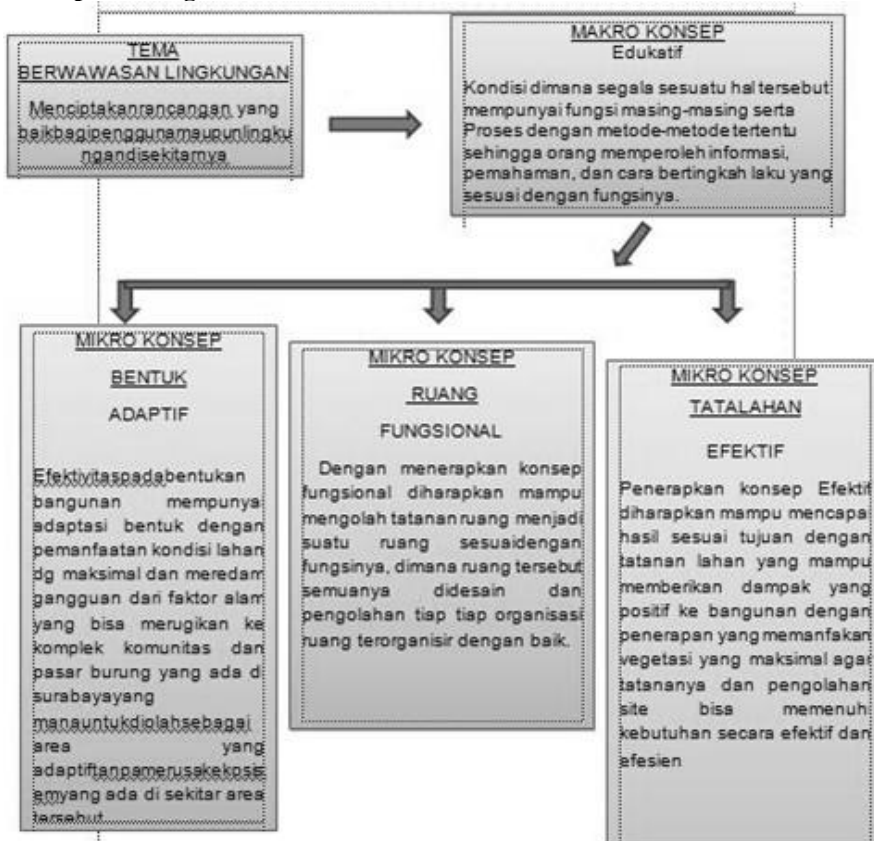 TEMA
BERWAWASAN LINGKUNGAN
Menciptakanrancangan yang
baikbagipenggunamaupunlingku
ngandisekitarnya
MAKRO KONSEP
Edukatif
Kondisi dimana segala sesuatu hal tersebut
mempunyai fungsi masing-masing serta
Proses dengan metode-metode tertentu
sehingga orang memperoleh informasi,
pemahaman, dan cara bertingkah laku yang
sesuai dengan fungsinya.
MIKRO KONSEP
BENTUK
ADAPTIF
Efektivitaspadabentukan
bangunan mempunya
adaptasi bentuk dengan
pemanfaatan kondisi lahan
dg maksimal dan meredam
gangguan dari faktor alam
yang bisa merugikan ke
komplek komunitas dan
pasar burung yang ada d
surabayayang
manauntukdiolahsebagai
area yang
adaptiftanpamerusakekosis
emyang ada di sekitar area
tersebut
MIKRO KONSEP
RUANG
FUNGSIONAL
Dengan menerapkan konsep
fungsional diharapkan mampu
mengolah tatanan ruang menjadi
suatu ruang sesuaidengan
fungsinya, dimana ruang tersebut
semuanya didesain dan
pengolahan tiap tiap organisasi
ruang terorganisir dengan baik.
MIKRO KONSEP
TATALAHAN
EFEKTIF
Penerapkan konsep Efektif
diharapkan mampu mencapa
hasil sesuai tujuan dengan
tatanan lahan yang mampu
memberikan dampak yang
positif ke bangunan dengan
penerapan yang memanfakan
vegetasi yang maksimal agar
tatananya dan pengolahan
site bisa memenuh
kebutuhan secara efektif dan
efesien